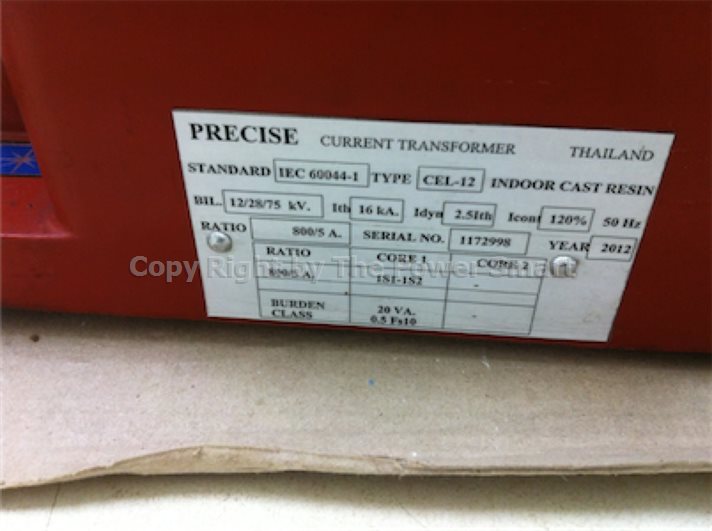 PRECISE CURRENT TRANSFORMER THAILAND
STANDARD IEC 60044-1 TYPE CEL-12 INDOOR CAST RESIN
BIL. 12/28/75 kV. Ith 16 kA. Idyn 2.5Ith Icont 120% 50 Hz
RATIO 800/5 A. SERIAL NO. 1172998 YEAR 2012
RATIO CORE 1 CORE 2
Copy Right by The Power Smart
800/5 A. 1S1-1S2 -
BURDEN 20 VA. -
CLASS 0.5 Fs10 -